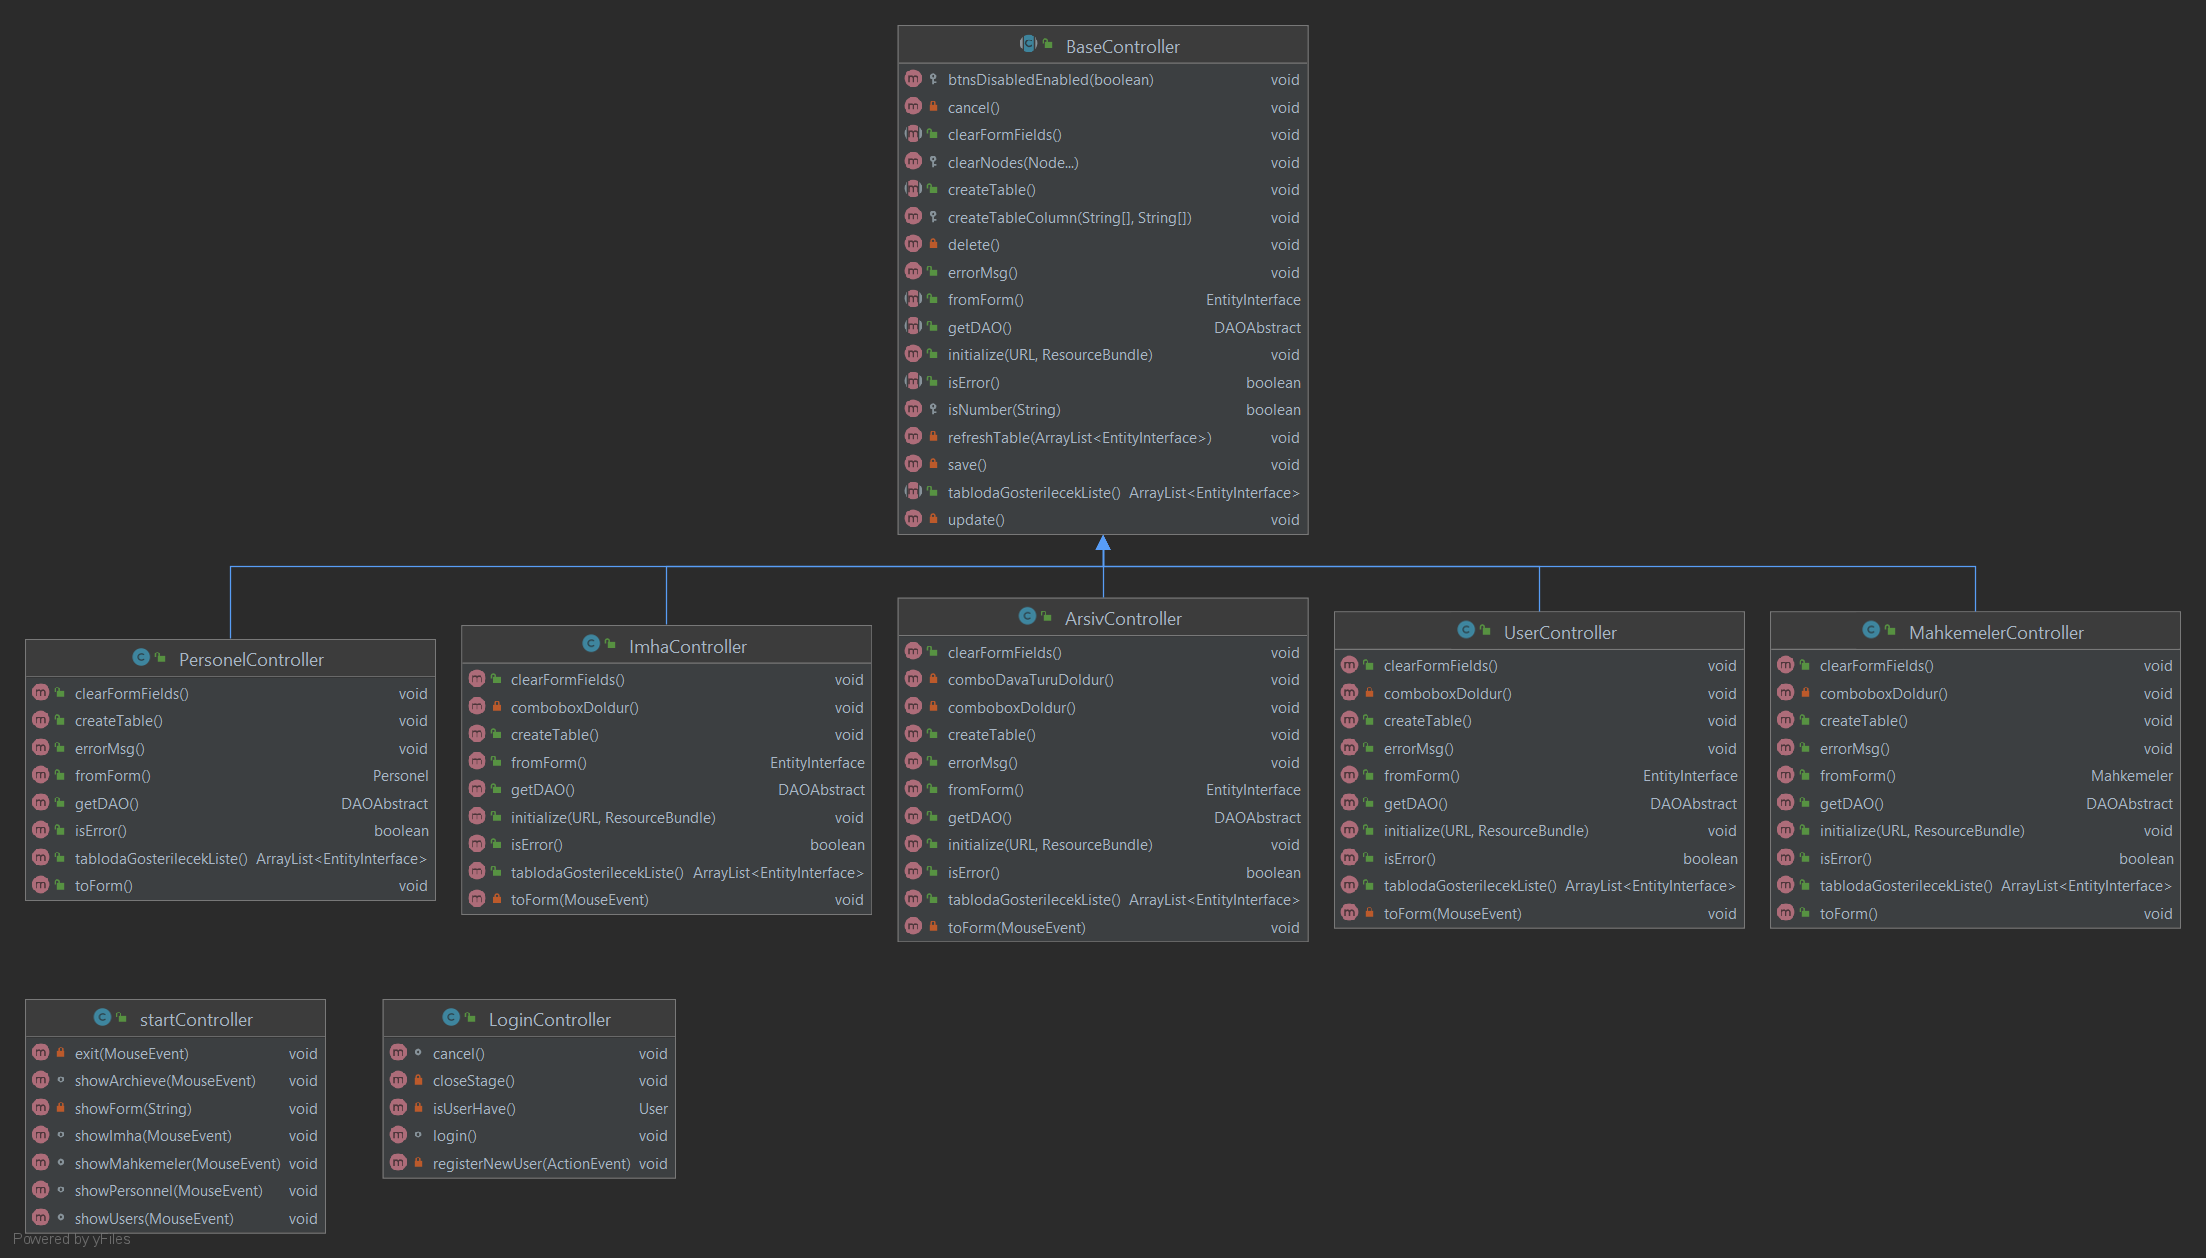 BaseController
btnsDisabledEnabled(boolean) void
cancel() void
clearFormFields() void
clearNodes(Node...) void
createTable() void
createTableColumn(String[], String[]) void
delete() void
errorMsg() void
fromForm() EntityInterface
getDAO() DAOAbstract
initialize(URL, ResourceBundle) void
isError() boolean
isNumber(String) boolean
refreshTable(ArrayList<EntityInterface>) void
save() void
tablodaGosterilecekListe() ArrayList<EntityInterface>
update() void
PersonelController
clearFormFields() void
createTable() void
errorMsg() void
fromForm() Personel
getDAO() DAOAbstract
isError() boolean
tablodaGosterilecekListe() ArrayList<EntityInterface>
toForm() void
ImhaController
clearFormFields() void
comboboxDoldur() void
createTable() void
fromForm() EntityInterface
getDAO() DAOAbstract
initialize(URL, ResourceBundle) void
isError() boolean
tablodaGosterilecekListe() ArrayList<EntityInterface>
toForm(MouseEvent) void
ArsivController
clearFormFields() void
comboDavaTuruDoldur() void
comboboxDoldur() void
createTable() void
errorMsg() void
fromForm() EntityInterface
getDAO() DAOAbstract
initialize(URL, ResourceBundle) void
isError() boolean
tablodaGosterilecekListe() ArrayList<EntityInterface>
toForm(MouseEvent) void
UserController
clearFormFields() void
comboboxDoldur() void
createTable() void
errorMsg() void
fromForm() EntityInterface
getDAO() DAOAbstract
initialize(URL, ResourceBundle) void
isError() boolean
tablodaGosterilecekListe() ArrayList<EntityInterface>
toForm(MouseEvent) void
MahkemelerController
clearFormFields() void
comboboxDoldur() void
createTable() void
errorMsg() void
fromForm() Mahkemeler
getDAO() DAOAbstract
initialize(URL, ResourceBundle) void
isError() boolean
tablodaGosterilecekListe() ArrayList<EntityInterface>
toForm() void
startController
exit(MouseEvent) void
showArchieve(MouseEvent) void
showForm(String) void
showImha(MouseEvent) void
showMahkemeler(MouseEvent) void
showPersonnel(MouseEvent) void
showUsers(MouseEvent) void
LoginController
cancel() void
closeStage() void
isUserHave() User
login() void
registerNewUser(ActionEvent) void
Powered by yFiles